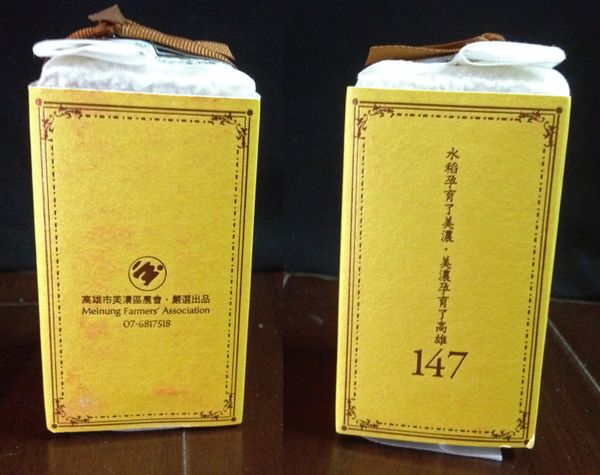 高雄市美濃區農會・嚴選出品
Meinung Farmers' Association
07-6817518
水稻孕育了美濃・美濃孕育了高雄
147